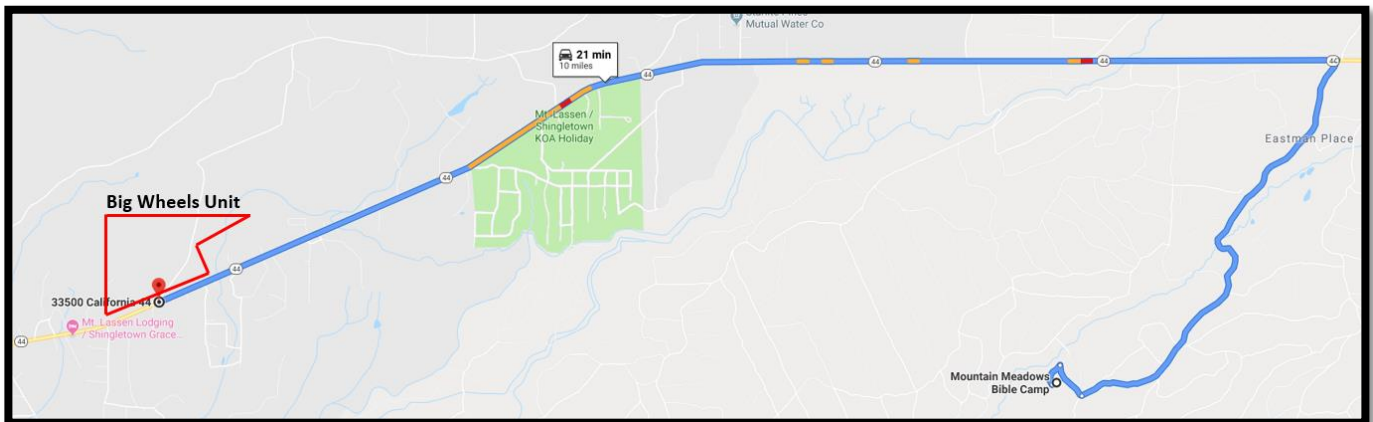 Mutual Water Co
21 min
10 miles
44
44
44
44
Mt. Lassen /
Shingletown
KOA Holiday
Eastman Place
44
Big Wheels Unit
44
33500 California 44
Mt. Lassen Lodging
/ Shingletown Grace...
44
Mountain Meadows
Bible Camp